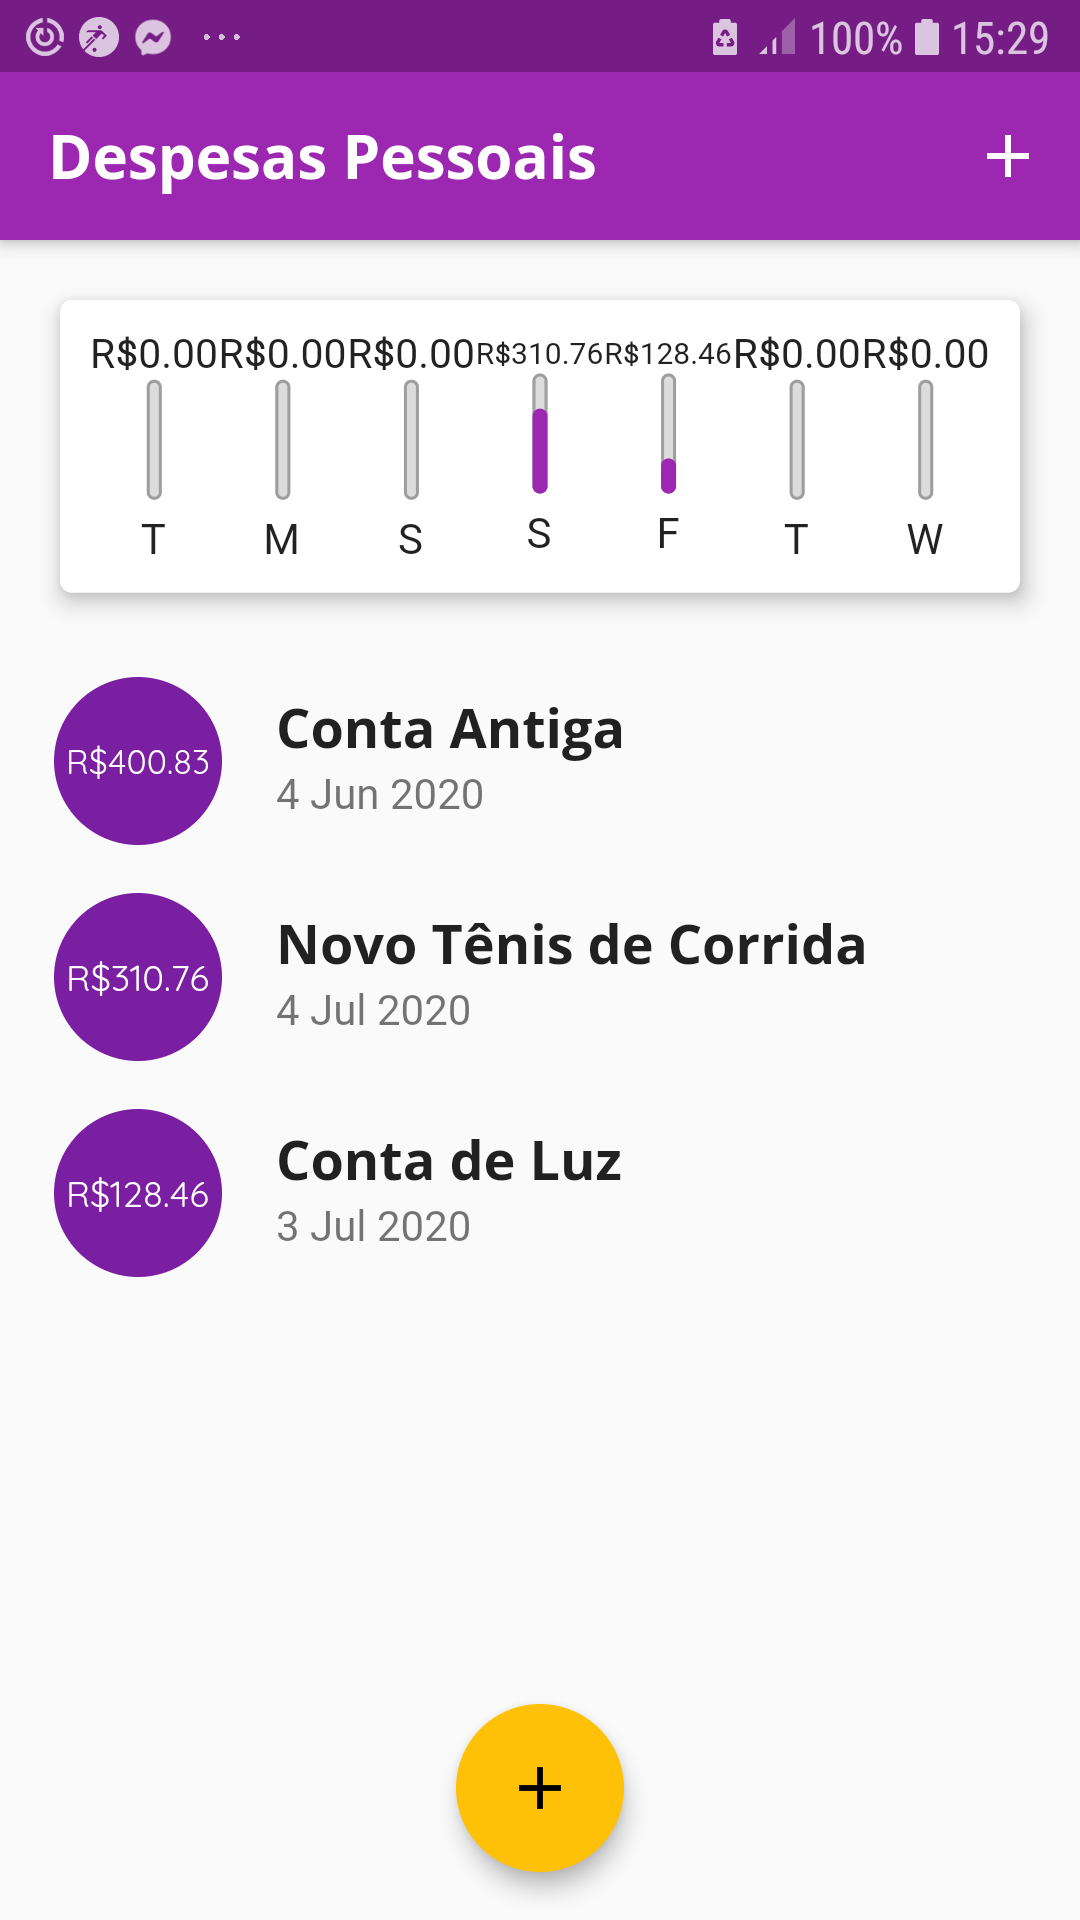 100% 15:29
Despesas Pessoais
R$0.00 R$0.00 R$0.00 R$310.76 R$128.46 R$0.00 R$0.00
T M S S F T W
R$400.83
Conta Antiga
4 Jun 2020
R$310.76
Novo Tênis de Corrida
4 Jul 2020
R$128.46
Conta de Luz
3 Jul 2020